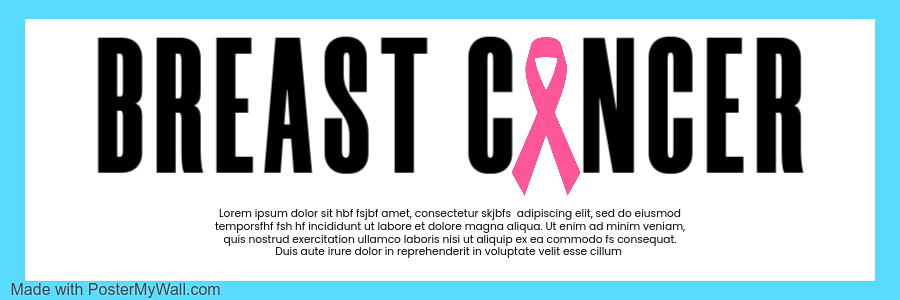 BREAST CANCER
Lorem ipsum dolor sit hbf fsjbf amet, consectetur skjbfs  adipiscing elit, sed do eiusmod
temporsfhf fsh hf incididunt ut labore et dolore magna aliqua. Ut enim ad minim veniam,
quis nostrud exercitation ullamco laboris nisi ut aliquip ex ea commodo fs consequat.
Duis aute irure dolor in reprehenderit in voluptate velit esse cillum
Made with PosterMyWall.com